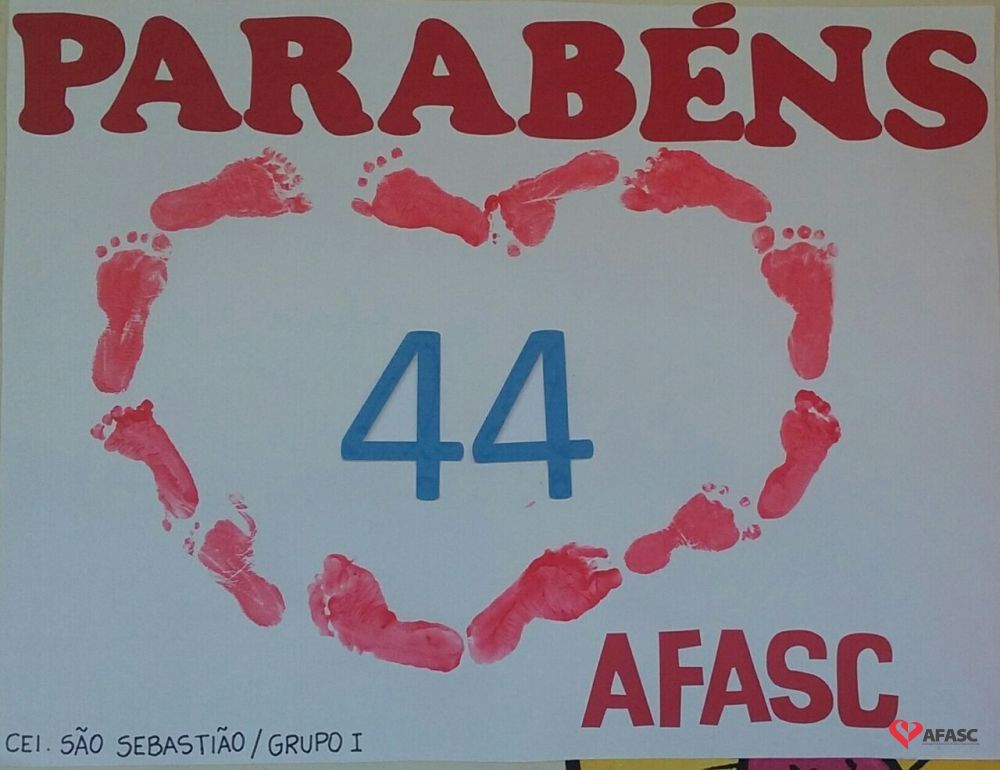 PARABÉNS
44
AFASC
CEI. SÃO SEBASTIÃO / GRUPO I
AFASC